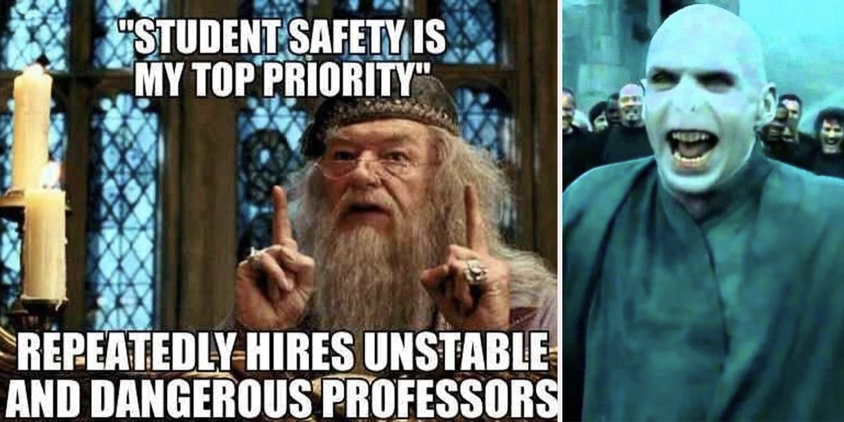 "STUDENT SAFETY IS
MY TOP PRIORITY"
REPEATEDLY HIRES UNSTABLE
AND DANGEROUS PROFESSORS